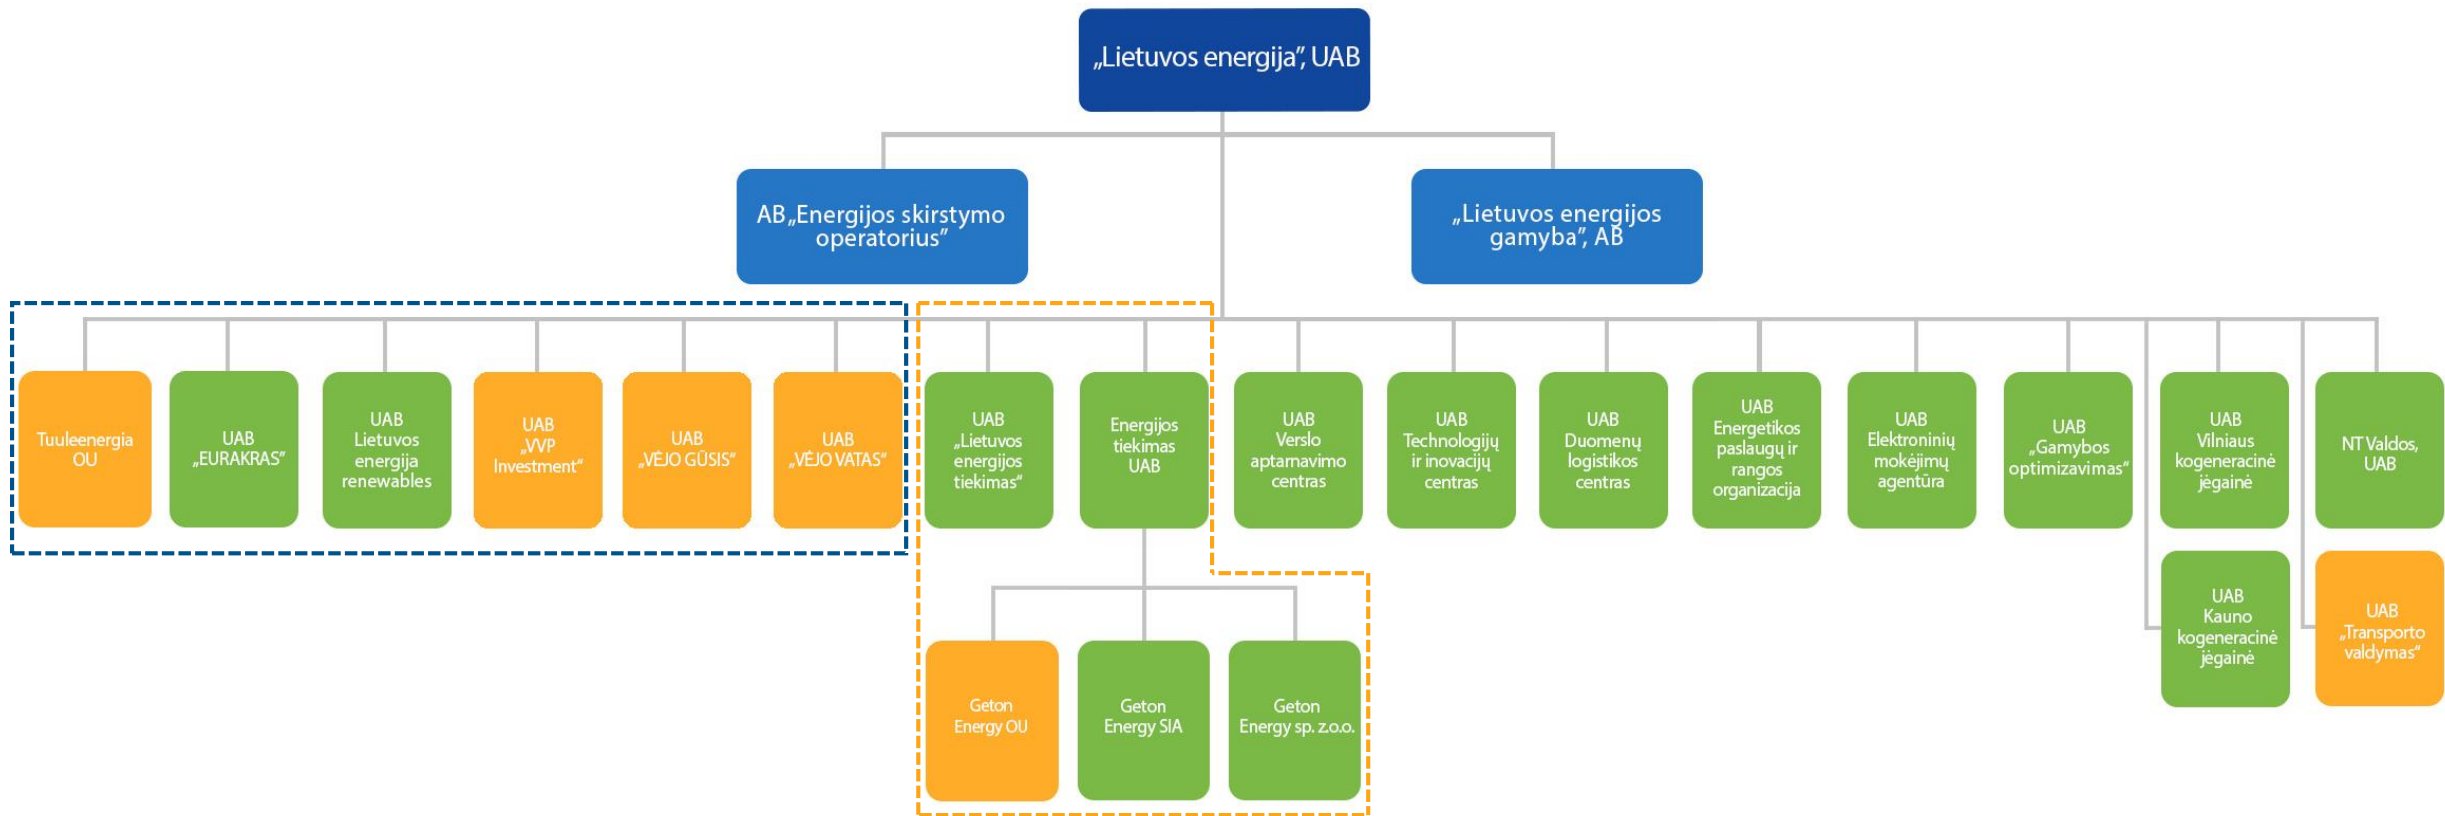 „Lietuvos energija”, UAB
AB„Energijos skirstymo
operatorius”
„Lietuvos energijos
gamyba”, AB
Tuuleenergia
OU
UAB
„EURAKRAS“
UAB
Lietuvos
energija
renewables
UAB
„VVP
Investment“
UAB
„VĖJO GŪSIS“
UAB
„VĖJO VATAS“
UAB
„Lietuvos
energijos
tiekimas“
Energijos
tiekimas
UAB
UAB
Verslo
aptarnavimo
centras
UAB
Technologijų
ir inovacijų
centras
UAB
Duomenų
logistikos
centras
UAB
Energetikos
paslaugų ir
rangos
organizacija
UAB
Elektroninių
mokėjimų
agentūra
UAB
„Gamybos
optimizavimas“
UAB
Vilniaus
kogeneracinė
jėgainė
NT Valdos,
UAB
UAB
Kauno
kogeneracinė
jėgainė
UAB
„Transporto
valdymas“
Geton
Energy OU
Geton
Energy SIA
Geton
Energy sp. z.o.o.